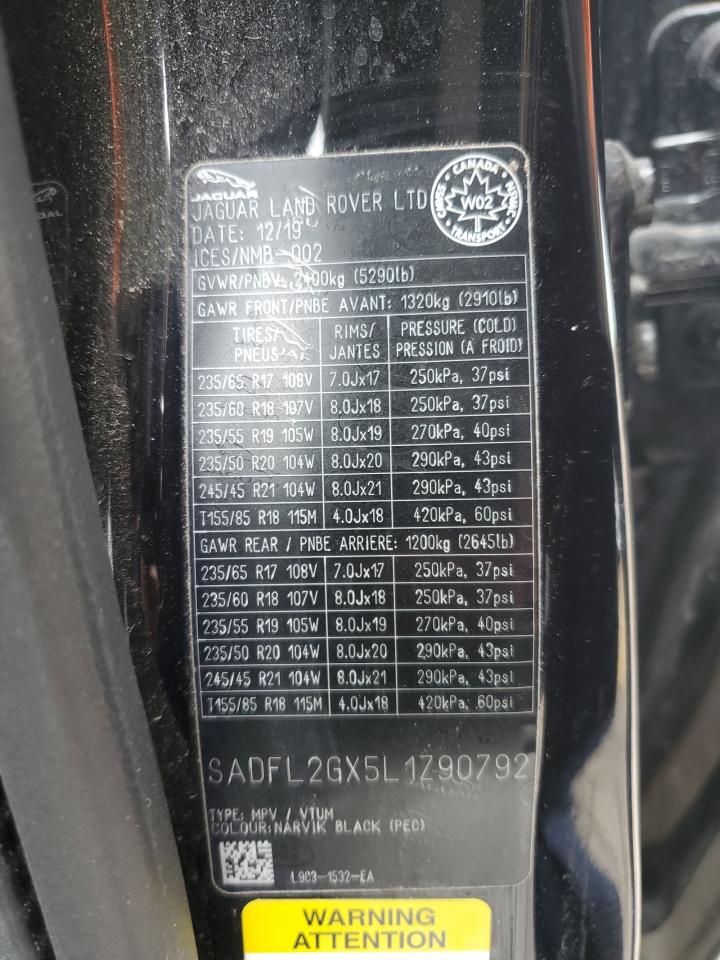 JAGUAR
JAGUAR LAND ROVER LTD
CANADA
W02
TRANSPORT
DATE: 12/19
ICES/NMB-002
GVWR/PNBV 2400kg (5290lb)
GAWR FRONT/PNBE AVANT: 1320kg (2910lb)
TIRES/ PNEUS RIMS/ JANTES PRESSURE (COLD) PRESSION (A FROID)
235/65 R17 108V 7.0Jx17 250kPa, 37psi
235/60 R18 107V 8.0Jx18 250kPa, 37psi
235/55 R19 105W 8.0Jx19 270kPa, 40psi
235/50 R20 104W 8.0Jx20 290kPa, 43psi
245/45 R21 104W 8.0Jx21 290kPa, 43psi
T155/85 R18 115M 4.0Jx18 420kPa, 60psi
GAWR REAR / PNBE ARRIERE: 1200kg (2645lb)
235/65 R17 108V 7.0Jx17 250kPa, 37psi
235/60 R18 107V 8.0Jx18 250kPa, 37psi
235/55 R19 105W 8.0Jx19 270kPa, 40psi
235/50 R20 104W 8.0Jx20 290kPa, 43psi
245/45 R21 104W 8.0Jx21 290kPa, 43psi
T155/85 R18 115M 4.0Jx18 420kPa, 60psi
SADFL2GX5L1Z90792
TYPE: MPV / VTUM
COLOUR:NARVIK BLACK (PEC)
L9C3-1532-EA
WARNING
ATTENTION